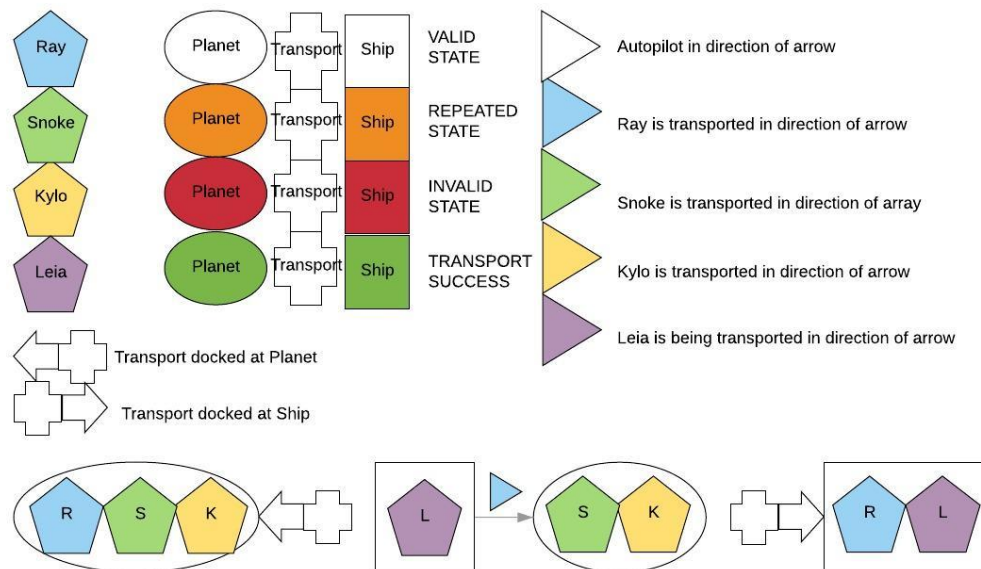 Ray
Planet Transport Ship VALID STATE
Autopilot in direction of arrow
Snoke
Planet Transport Ship REPEATED STATE
Ray is transported in direction of arrow
Kylo
Planet Transport Ship INVALID STATE
Snoke is transported in direction of array
Leia
Planet Transport Ship TRANSPORT SUCCESS
Kylo is transported in direction of arrow
Leia is being transported in direction of arrow
Transport docked at Planet
Transport docked at Ship
R S K L S K R L